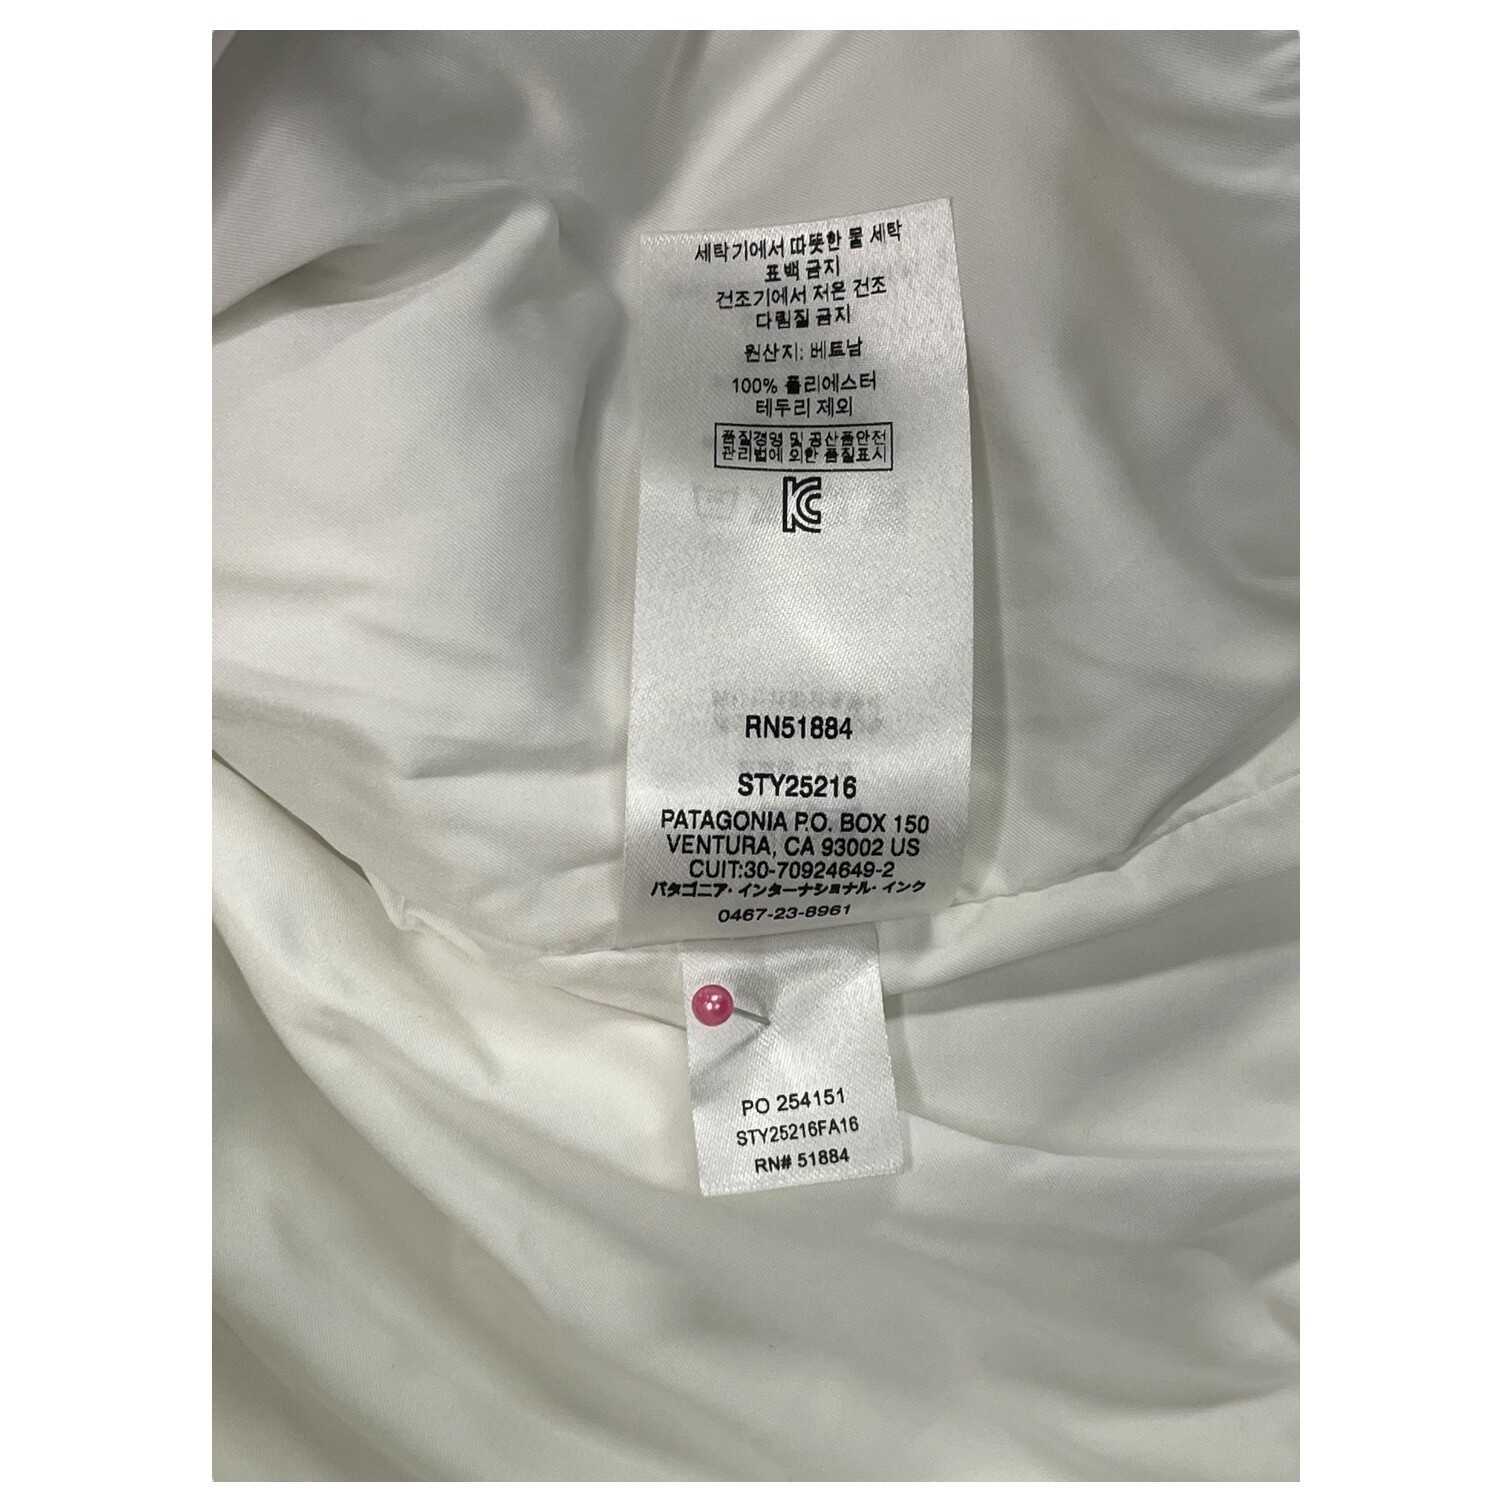 세탁기에서 따뜻한 물 세탁
표백 금지
건조기에서 저온 건조
다림질 금지
원산지: 베트남
100% 폴리에스터
테두리 제외
품질경영 및 공산품안전
관리법에 의한 품질표시
KC
RN51884
STY25216
PATAGONIA P.O. BOX 150
VENTURA, CA 93002 US
CUIT:30-70924649-2
パタゴニア・インターナショナル・インク
0467-23-8961
PO 254151
STY25216FA16
RN# 51884